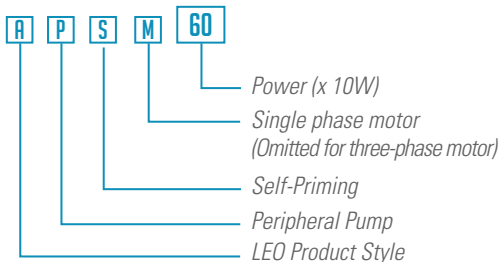 A P S M 60
Power (x 10W)
Single phase motor
(Omitted for three-phase motor)
Self-Priming
Peripheral Pump
LEO Product Style